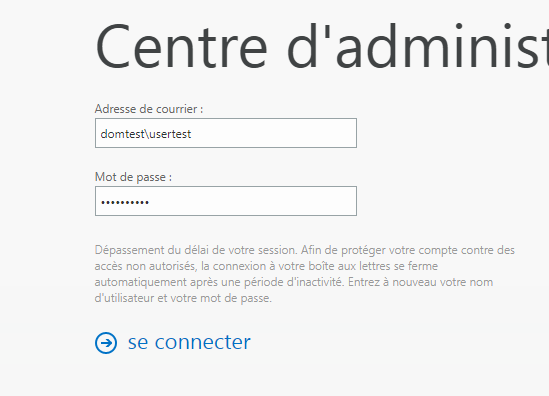 Centre d'administ
Adresse de courrier :
domtest\usertest
Mot de passe :
••••••••••
Dépassement du délai de votre session. Afin de protéger votre compte contre des
accès non autorisés, la connexion à votre boîte aux lettres se ferme
automatiquement après une période d'inactivité. Entrez à nouveau votre nom
d'utilisateur et votre mot de passe.
se connecter